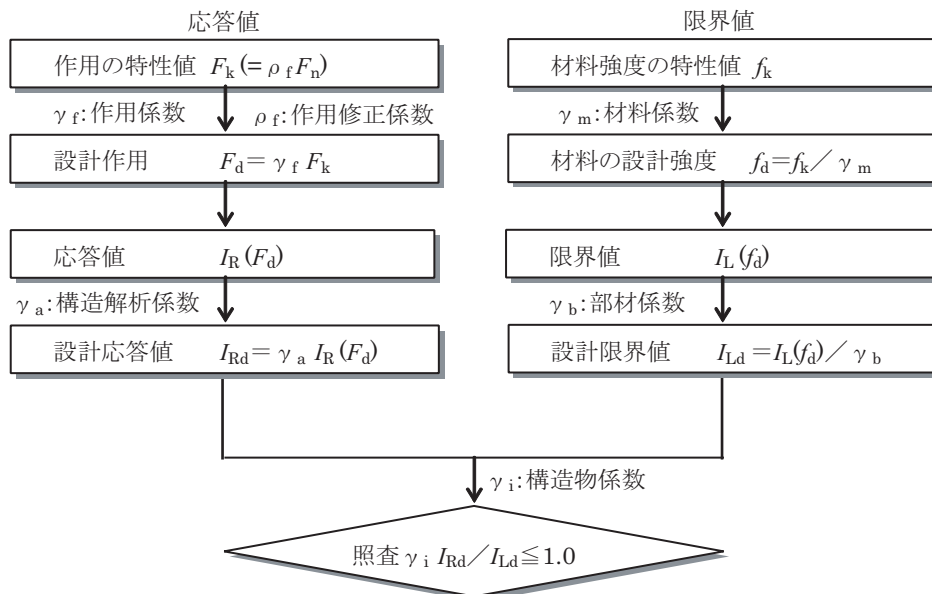 応答値
作用の特性値 Fk (= ρf Fn)
γf:作用係数 ρf:作用修正係数
設計作用 Fd = γf Fk
応答値 IR (Fd)
γa:構造解析係数
設計応答値 IRd = γa IR (Fd)
限界値
材料強度の特性値 fk
γm:材料係数
材料の設計強度 fd=fk／γm
限界値 IL (fd)
γb:部材係数
設計限界値 ILd =IL(fd)／γb
γi:構造物係数
照査 γi IRd／ILd≦1.0